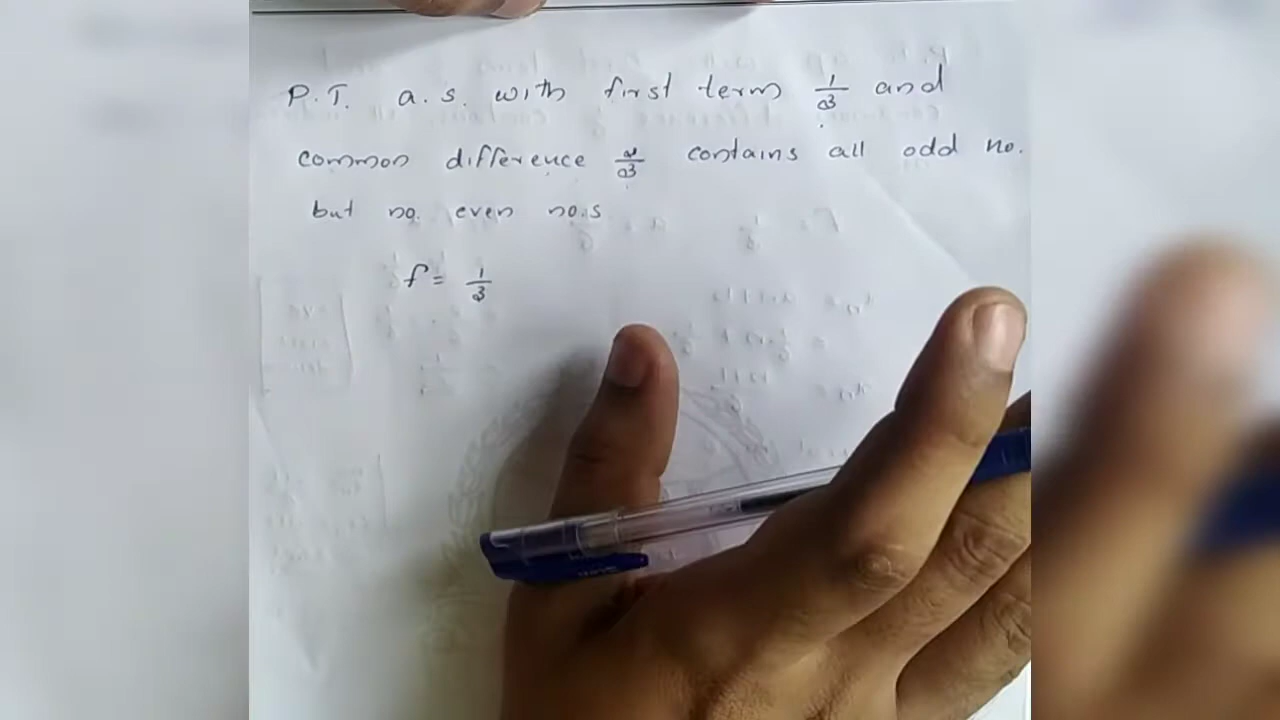 P.T. a.s. with first term 1/3 and
common difference 2/3 contains all odd no.
but no even no.s
f = 1/3